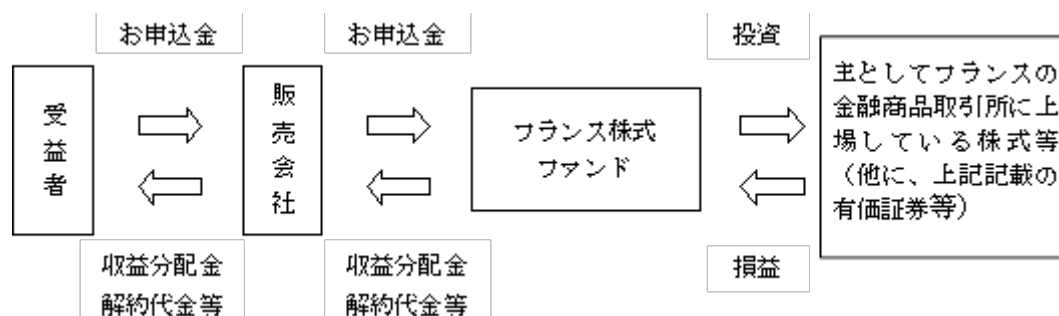 お申込金
お申込金
投資
受益者
販売会社
フランス株式
ファンド
主としてフランスの
金融商品取引所に上
場している株式等
（他に、上記記載の
有価証券等）
収益分配金
解約代金等
収益分配金
解約代金等
損益